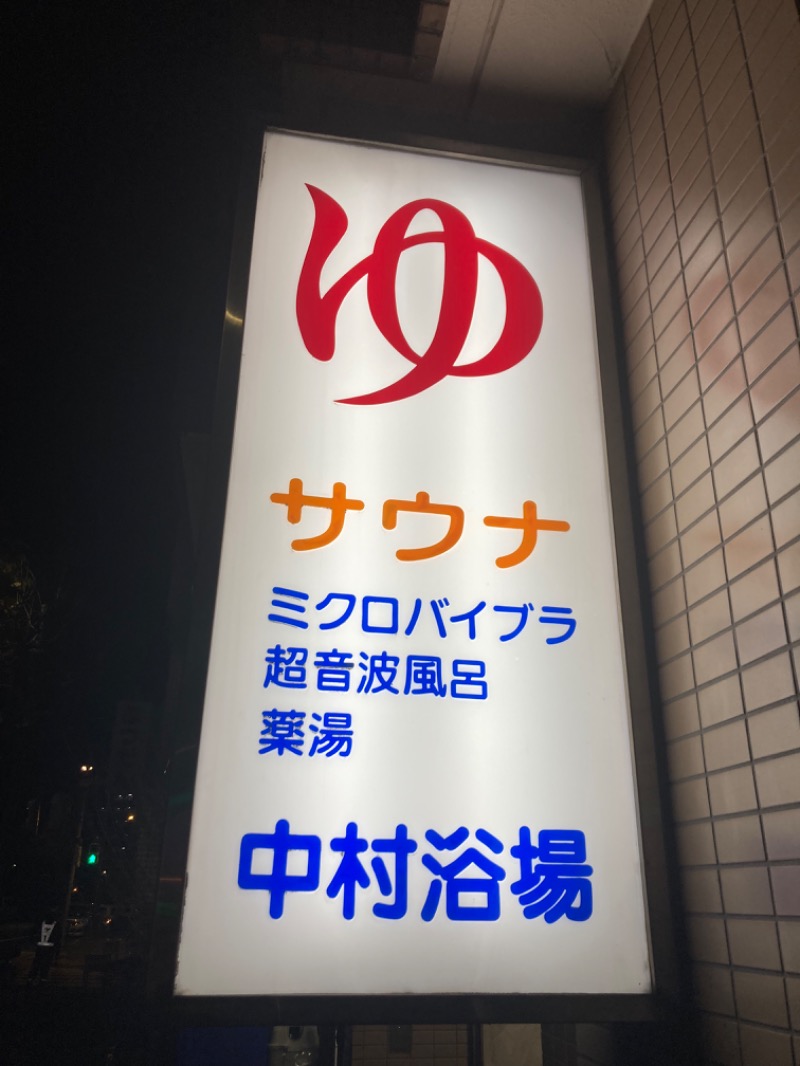 ゆ
サウナ
ミクロバイブラ
超音波風呂
薬湯
中村浴場